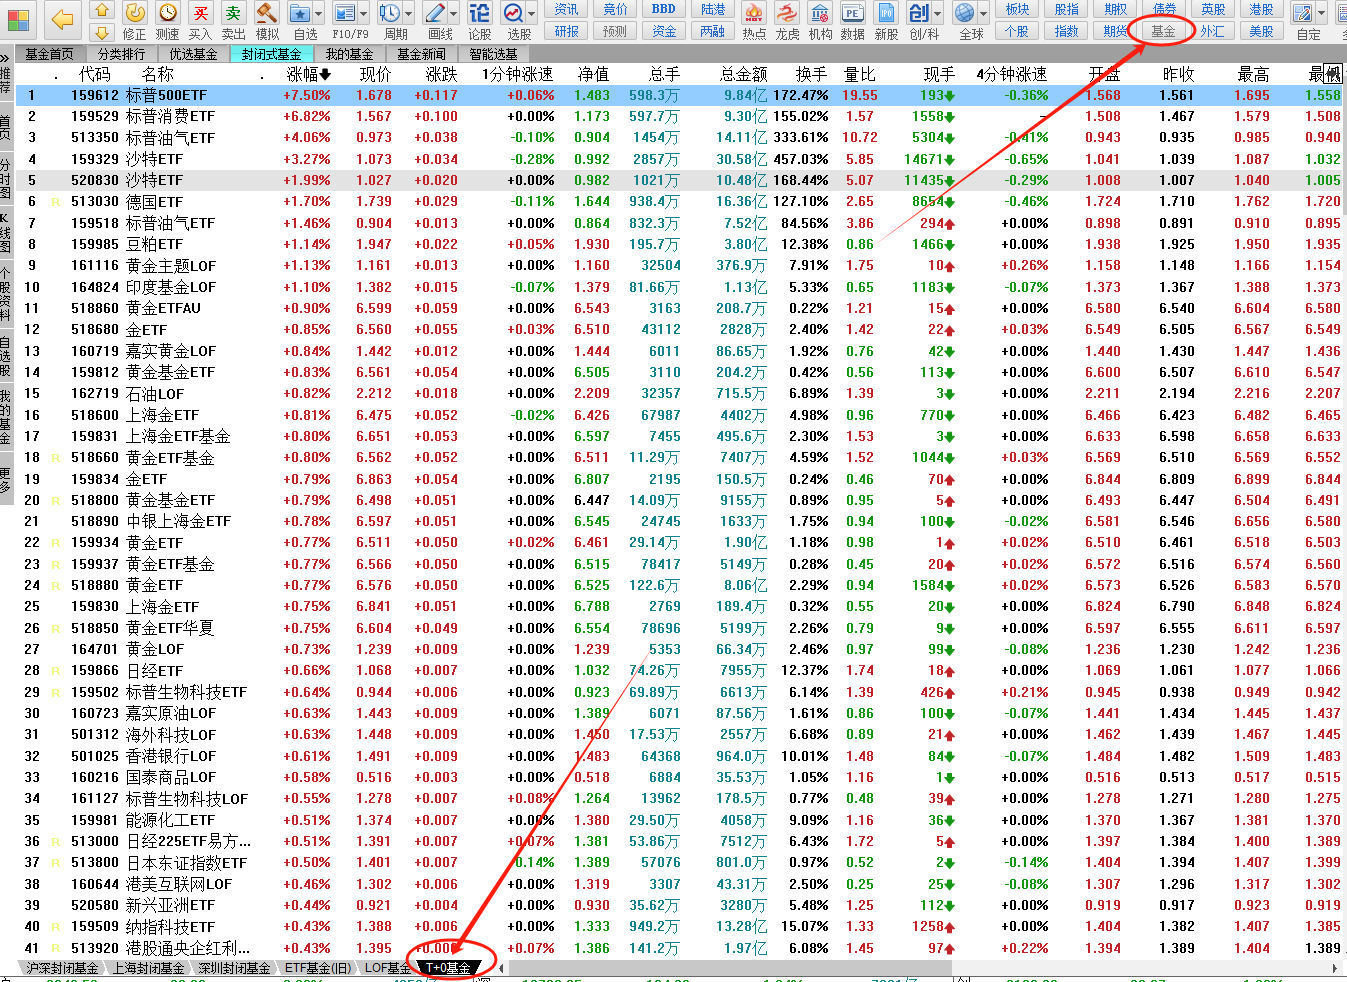 资讯 竞价 BBD 陆港 板块 股指 期权 债券 英股 港股
研报 预测 资金 两融 个股 指数 期货 基金 外汇 美股
修正 测速 买入 卖出 模拟 自选 F10/F9 周期 画线 论股 选股 热点 龙虎 机构 数据 新股 创/科 全球 自定
基金首页 分类排行 优选基金 封闭式基金 我的基金 基金新闻 智能选基
代码 名称 涨幅 现价 涨跌 1分钟涨速 净值 总手 总金额 换手 量比 现手 4分钟涨速 开盘 昨收 最高 最低
1 159612 标普500ETF +7.50% 1.678 +0.117 +0.06% 1.483 598.3万 9.84亿 172.47% 19.55 193 -0.36% 1.568 1.561 1.695 1.558
2 159529 标普消费ETF +6.82% 1.567 +0.100 +0.00% 1.173 597.7万 9.30亿 155.02% 1.57 1558 1.508 1.467 1.579 1.508
3 513350 标普油气ETF +4.06% 0.973 +0.038 -0.10% 0.904 1454万 14.11亿 333.61% 10.72 5304 -0.41% 0.943 0.935 0.985 0.940
4 159329 沙特ETF +3.27% 1.073 +0.034 -0.28% 0.992 2857万 30.58亿 457.03% 5.85 14671 -0.65% 1.041 1.039 1.087 1.032
5 520830 沙特ETF +1.99% 1.027 +0.020 +0.00% 0.982 1021万 10.48亿 168.44% 5.07 11435 -0.29% 1.008 1.007 1.040 1.005
6 R 513030 德国ETF +1.70% 1.739 +0.029 -0.11% 1.644 938.4万 16.36亿 127.10% 2.65 8654 -0.46% 1.724 1.710 1.762 1.720
7 159518 标普油气ETF +1.46% 0.904 +0.013 +0.00% 0.864 832.3万 7.52亿 84.56% 3.86 294 +0.00% 0.898 0.891 0.910 0.895
8 159985 豆粕ETF +1.14% 1.947 +0.022 +0.05% 1.930 195.7万 3.80亿 12.38% 0.86 1466 +0.00% 1.938 1.925 1.950 1.935
9 161116 黄金主题LOF +1.13% 1.161 +0.013 +0.00% 1.160 32504 376.9万 7.91% 1.75 10 +0.26% 1.158 1.148 1.166 1.154
10 164824 印度基金LOF +1.10% 1.382 +0.015 -0.07% 1.379 81.66万 1.13亿 5.33% 0.65 1183 -0.07% 1.373 1.367 1.388 1.373
11 518860 黄金ETFAU +0.90% 6.599 +0.059 +0.00% 6.543 3163 208.7万 0.22% 1.21 15 +0.00% 6.580 6.540 6.604 6.580
12 518680 金ETF +0.85% 6.560 +0.055 +0.03% 6.510 43112 2828万 2.40% 1.42 22 +0.03% 6.549 6.505 6.567 6.549
13 160719 嘉实黄金LOF +0.84% 1.442 +0.012 +0.00% 1.444 6011 86.65万 1.92% 0.76 42 +0.00% 1.440 1.430 1.447 1.436
14 159812 黄金基金ETF +0.83% 6.561 +0.054 +0.00% 6.505 3110 204.2万 0.42% 0.56 113 +0.00% 6.600 6.507 6.610 6.547
15 162719 石油LOF +0.82% 2.212 +0.018 +0.00% 2.209 32357 715.5万 6.89% 1.39 3 +0.00% 2.211 2.194 2.216 2.207
16 518600 上海金ETF +0.81% 6.475 +0.052 -0.02% 6.426 67987 4402万 4.98% 0.96 770 +0.00% 6.466 6.423 6.482 6.465
17 159831 上海金ETF基金 +0.80% 6.651 +0.053 +0.00% 6.597 7455 495.6万 2.30% 1.53 3 +0.00% 6.633 6.598 6.658 6.633
18 R 518660 黄金ETF基金 +0.80% 6.562 +0.052 +0.00% 6.511 11.29万 7407万 4.59% 1.52 1044 +0.03% 6.569 6.510 6.569 6.552
19 159834 金ETF +0.79% 6.863 +0.054 +0.00% 6.807 2195 150.5万 0.24% 0.46 70 +0.00% 6.844 6.809 6.899 6.844
20 R 518800 黄金基金ETF +0.79% 6.498 +0.051 +0.00% 6.447 14.09万 9155万 0.89% 0.95 5 +0.00% 6.493 6.447 6.504 6.491
21 518890 中银上海金ETF +0.78% 6.597 +0.051 +0.00% 6.545 24745 1633万 1.75% 0.94 100 -0.02% 6.581 6.546 6.656 6.580
22 R 159934 黄金ETF +0.77% 6.511 +0.050 +0.02% 6.461 29.14万 1.90亿 1.18% 0.98 1 +0.02% 6.510 6.461 6.518 6.503
23 R 159937 黄金ETF基金 +0.77% 6.566 +0.050 +0.00% 6.515 78417 5149万 0.28% 0.45 20 +0.02% 6.572 6.516 6.574 6.560
24 R 518880 黄金ETF +0.77% 6.576 +0.050 +0.00% 6.525 122.6万 8.06亿 2.29% 0.94 1584 +0.00% 6.573 6.526 6.583 6.570
25 159830 上海金ETF +0.75% 6.841 +0.051 +0.00% 6.788 2769 189.4万 0.32% 0.55 20 +0.00% 6.824 6.790 6.848 6.824
26 R 518850 黄金ETF华夏 +0.75% 6.604 +0.049 +0.00% 6.554 78696 5199万 2.26% 0.79 9 +0.00% 6.597 6.555 6.611 6.597
27 164701 黄金LOF +0.73% 1.239 +0.009 +0.00% 1.239 5353 66.34万 2.46% 0.97 99 -0.08% 1.236 1.230 1.242 1.236
28 R 159866 日经ETF +0.66% 1.068 +0.007 +0.00% 1.032 74.26万 7955万 12.37% 1.74 18 +0.00% 1.069 1.061 1.077 1.066
29 R 159502 标普生物科技ETF +0.64% 0.944 +0.006 +0.00% 0.923 69.89万 6613万 6.14% 1.39 426 +0.21% 0.945 0.938 0.949 0.942
30 160723 嘉实原油LOF +0.63% 1.443 +0.009 +0.00% 1.389 6071 87.56万 1.61% 0.86 100 -0.07% 1.441 1.434 1.445 1.437
31 501312 海外科技LOF +0.63% 1.448 +0.009 +0.00% 1.450 17.53万 2557万 6.68% 0.89 21 +0.00% 1.462 1.439 1.467 1.445
32 501025 香港银行LOF +0.61% 1.491 +0.009 +0.00% 1.483 64368 964.0万 10.01% 1.48 84 -0.07% 1.484 1.482 1.509 1.483
33 160216 国泰商品LOF +0.58% 0.516 +0.003 +0.00% 0.518 6884 35.53万 1.05% 1.16 1 +0.00% 0.516 0.513 0.517 0.515
34 161127 标普生物科技LOF +0.55% 1.278 +0.007 +0.08% 1.264 13962 178.5万 0.77% 0.48 39 +0.00% 1.278 1.271 1.280 1.275
35 159981 能源化工ETF +0.51% 1.374 +0.007 +0.00% 1.380 29.50万 4058万 9.09% 1.16 36 +0.00% 1.370 1.367 1.381 1.370
36 R 513000 日经225ETF易方... +0.51% 1.391 +0.007 +0.07% 1.381 53.86万 7512万 6.43% 1.72 5 +0.00% 1.397 1.384 1.400 1.389
37 R 513800 日本东证指数ETF +0.50% 1.401 +0.007 0.14% 1.389 57076 801.0万 0.97% 0.52 2 -0.14% 1.404 1.394 1.407 1.399
38 160644 港美互联网LOF +0.46% 1.302 +0.006 +0.00% 1.319 3307 43.31万 2.50% 0.25 25 -0.08% 1.307 1.296 1.317 1.302
39 520580 新兴亚洲ETF +0.44% 0.921 +0.004 +0.00% 0.930 35.62万 3280万 5.48% 1.25 112 +0.00% 0.919 0.917 0.923 0.919
40 R 159509 纳指科技ETF +0.43% 1.388 +0.006 +0.00% 1.333 949.2万 13.28亿 15.07% 1.33 1258 +0.00% 1.404 1.382 1.407 1.385
41 R 513920 港股通央企红利... +0.43% 1.395 +0.07% 1.386 141.2万 1.97亿 6.08% 1.45 97 +0.22% 1.394 1.389 1.404 1.389
推荐
首页
分时图
K线图
个股资料
自选股
我的基金
更多
沪深封闭基金 上海封闭基金 深圳封闭基金 ETF基金(旧) LOF基金 T+0基金